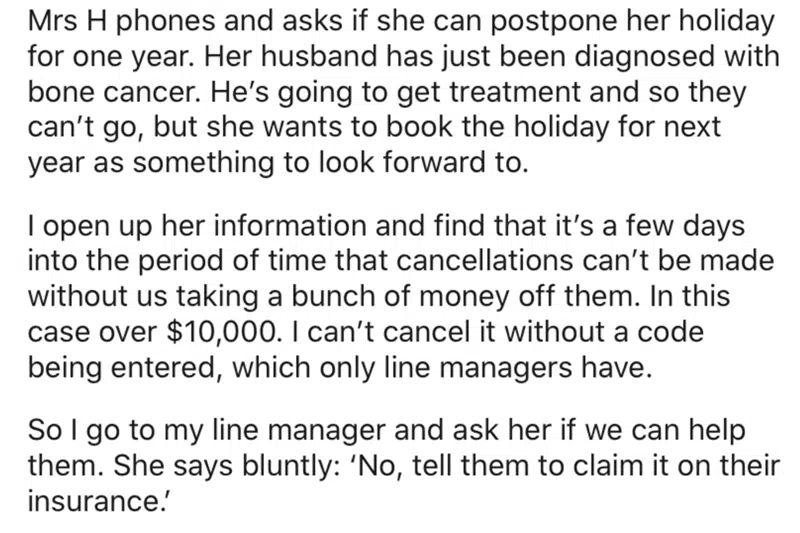 Mrs H phones and asks if she can postpone her holiday
for one year. Her husband has just been diagnosed with
bone cancer. He’s going to get treatment and so they
can’t go, but she wants to book the holiday for next
year as something to look forward to.
I open up her information and find that it’s a few days
into the period of time that cancellations can’t be made
without us taking a bunch of money off them. In this
case over $10,000. I can’t cancel it without a code
being entered, which only line managers have.
So I go to my line manager and ask her if we can help
them. She says bluntly: ‘No, tell them to claim it on their
insurance.’